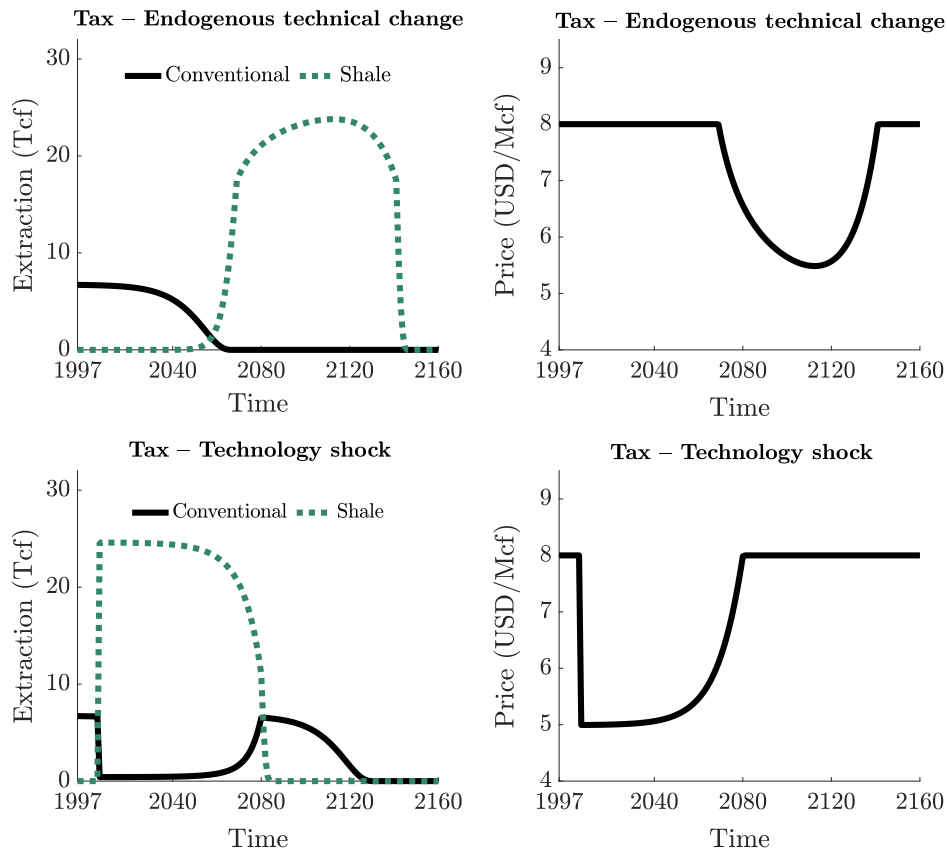 Tax – Endogenous technical change
Extraction (Tcf)
30
20
10
0
Conventional Shale
1997 2040 2080 2120 2160
Time
Tax – Endogenous technical change
Price (USD/Mcf)
9
8
7
6
5
4
1997 2040 2080 2120 2160
Time
Tax – Technology shock
Extraction (Tcf)
30
20
10
0
Conventional Shale
1997 2040 2080 2120 2160
Time
Tax – Technology shock
Price (USD/Mcf)
9
8
7
6
5
4
1997 2040 2080 2120 2160
Time